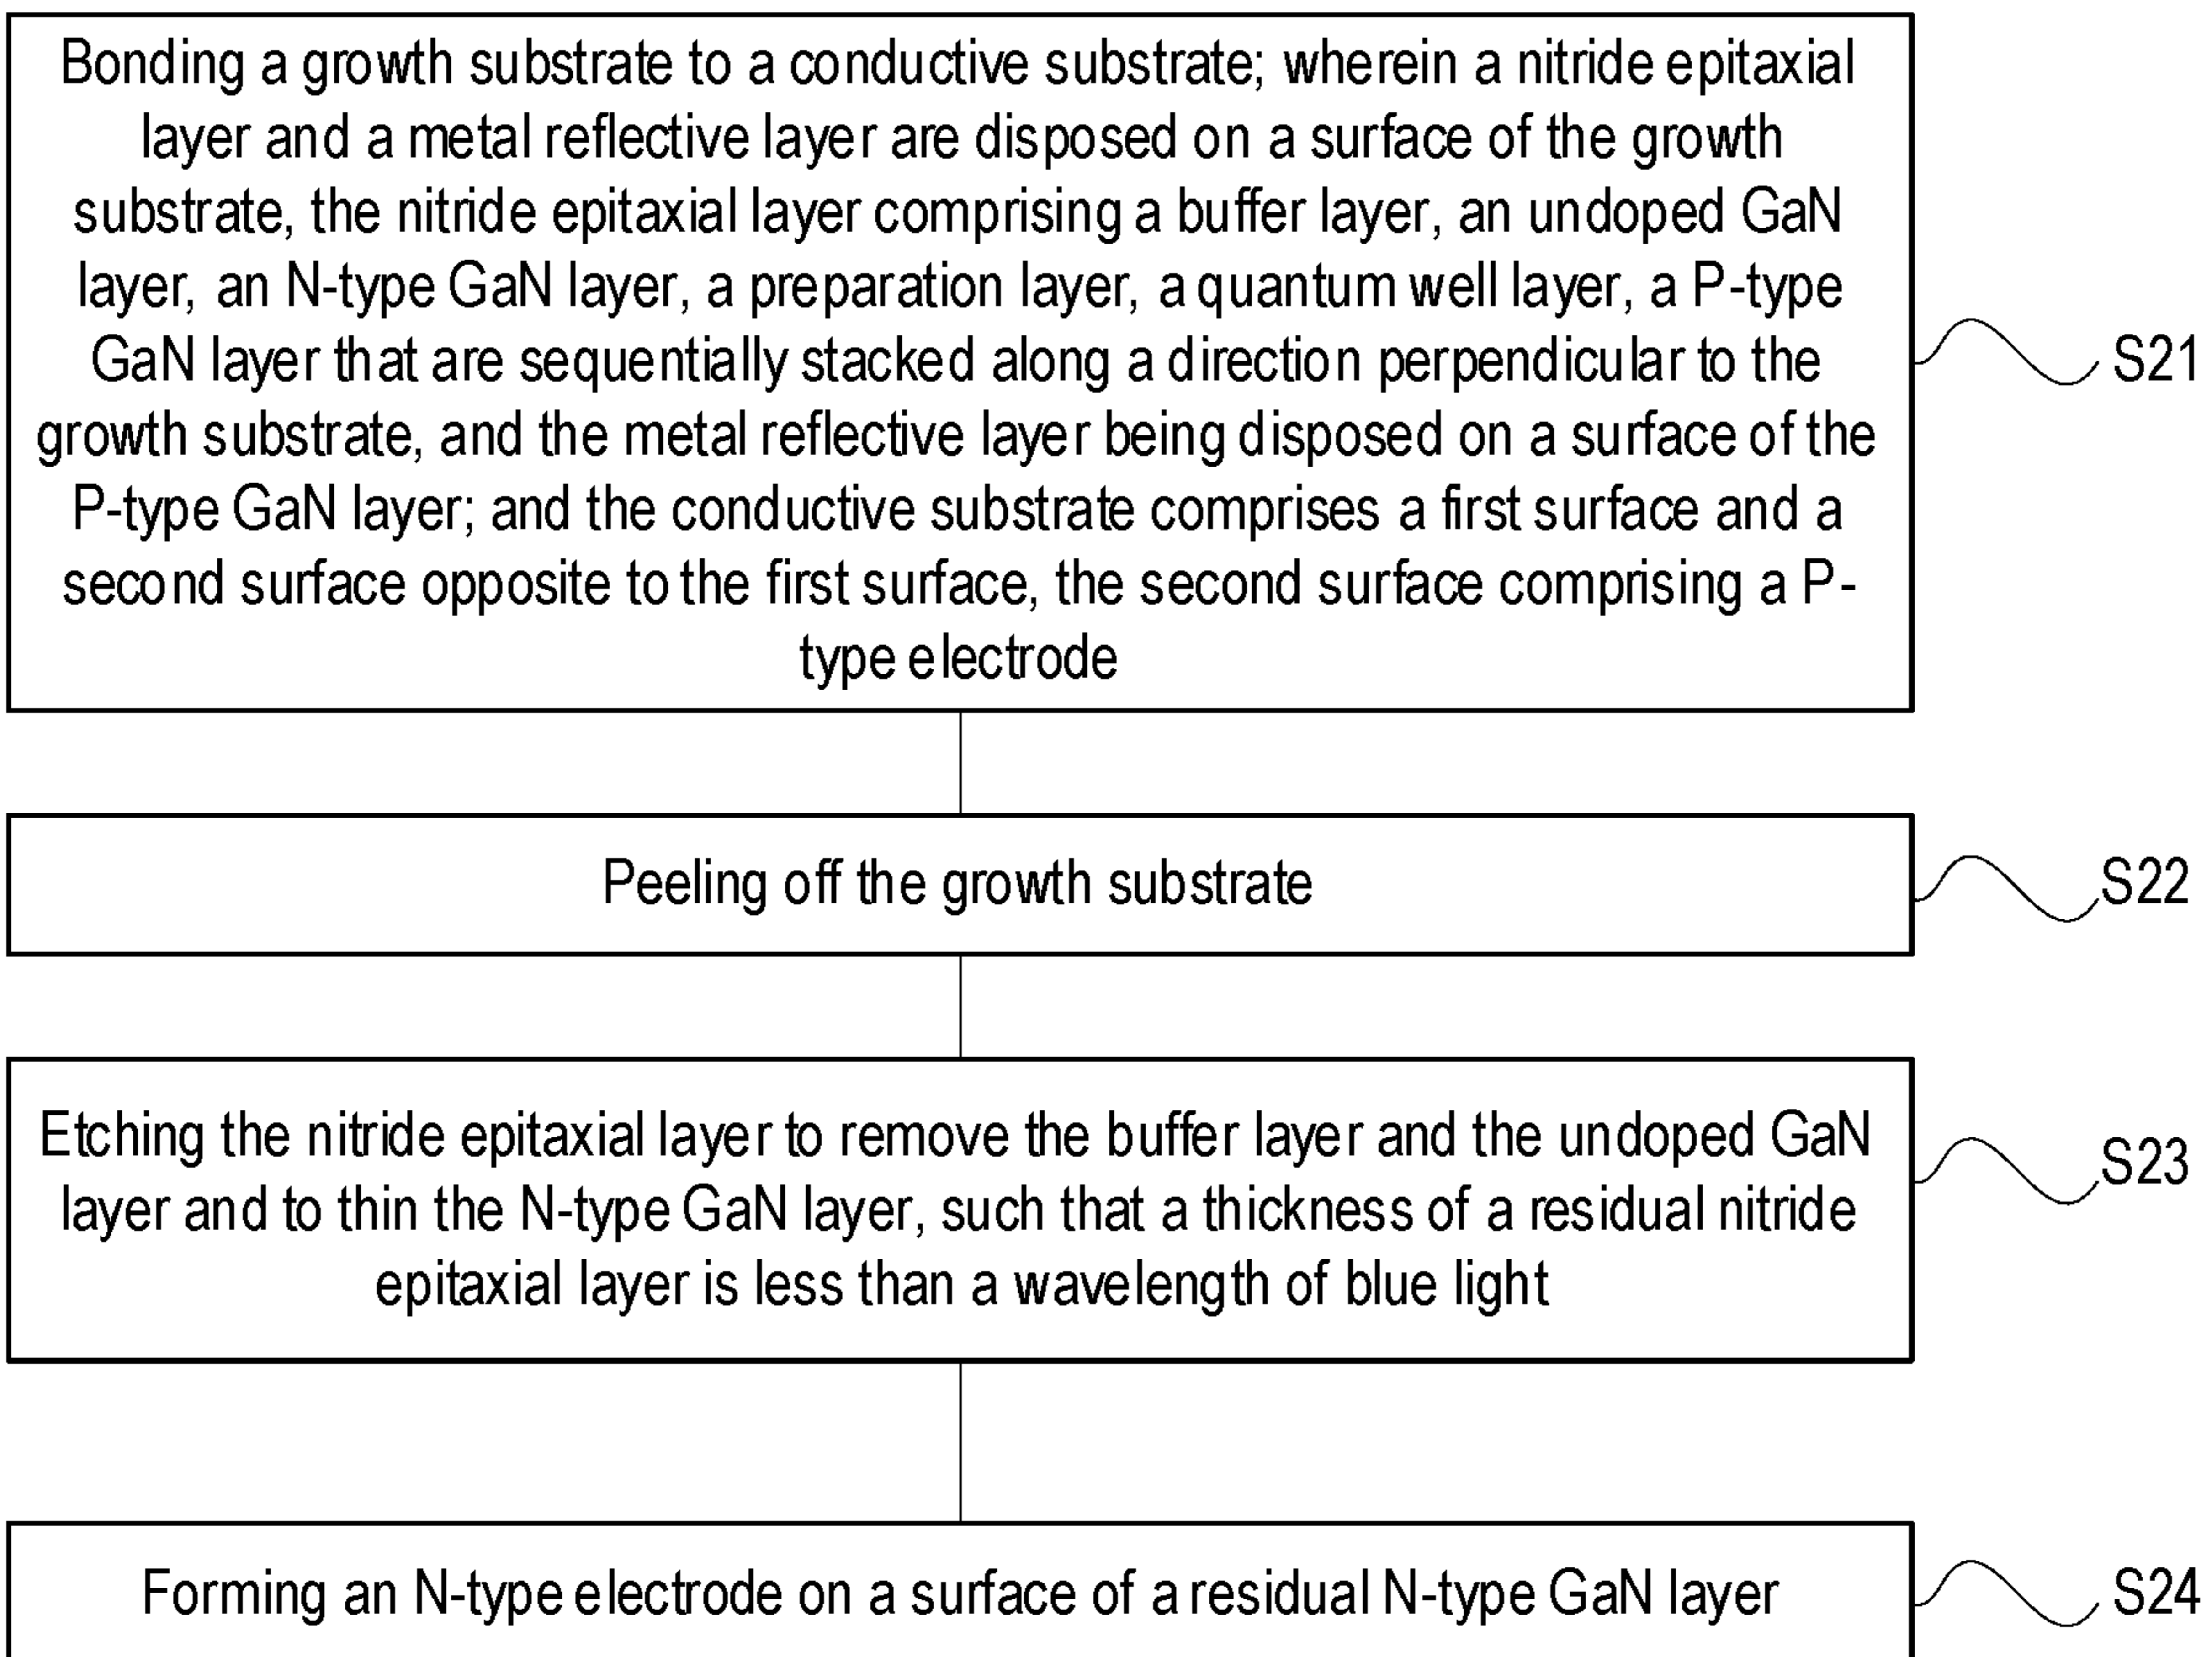 Bonding a growth substrate to a conductive substrate; wherein a nitride epitaxial
layer and a metal reflective layer are disposed on a surface of the growth
substrate, the nitride epitaxial layer comprising a buffer layer, an undoped GaN
layer, an N-type GaN layer, a preparation layer, a quantum well layer, a P-type
GaN layer that are sequentially stacked along a direction perpendicular to the
growth substrate, and the metal reflective layer being disposed on a surface of the
P-type GaN layer; and the conductive substrate comprises a first surface and a
second surface opposite to the first surface, the second surface comprising a P-
type electrode
S21
Peeling off the growth substrate
S22
Etching the nitride epitaxial layer to remove the buffer layer and the undoped GaN
layer and to thin the N-type GaN layer, such that a thickness of a residual nitride
epitaxial layer is less than a wavelength of blue light
S23
Forming an N-type electrode on a surface of a residual N-type GaN layer
S24